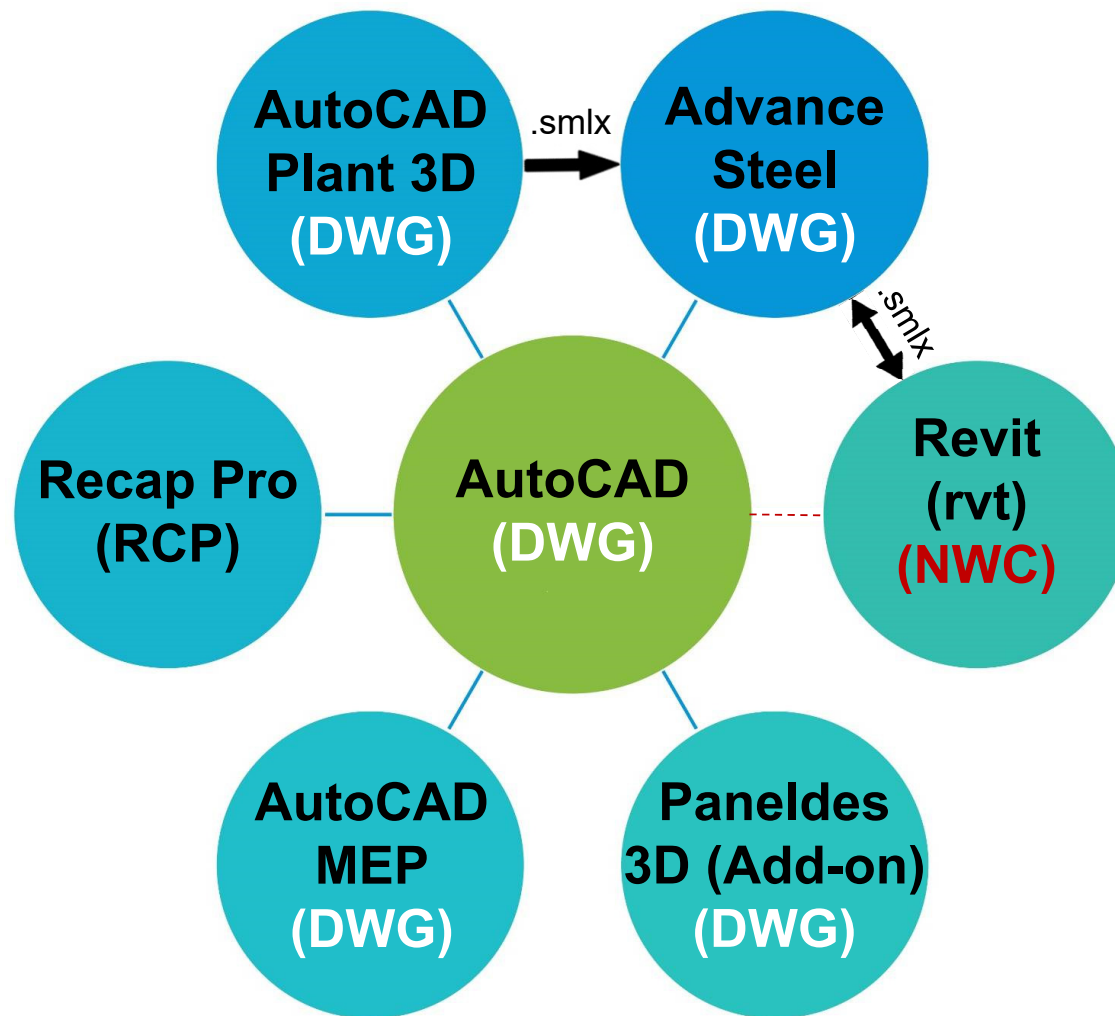 AutoCAD
Plant 3D
(DWG)
.smlx
Advance
Steel
(DWG)
.smlx
Recap Pro
(RCP)
AutoCAD
(DWG)
Revit
(rvt)
(NWC)
AutoCAD
MEP
(DWG)
Paneldes
3D (Add-on)
(DWG)